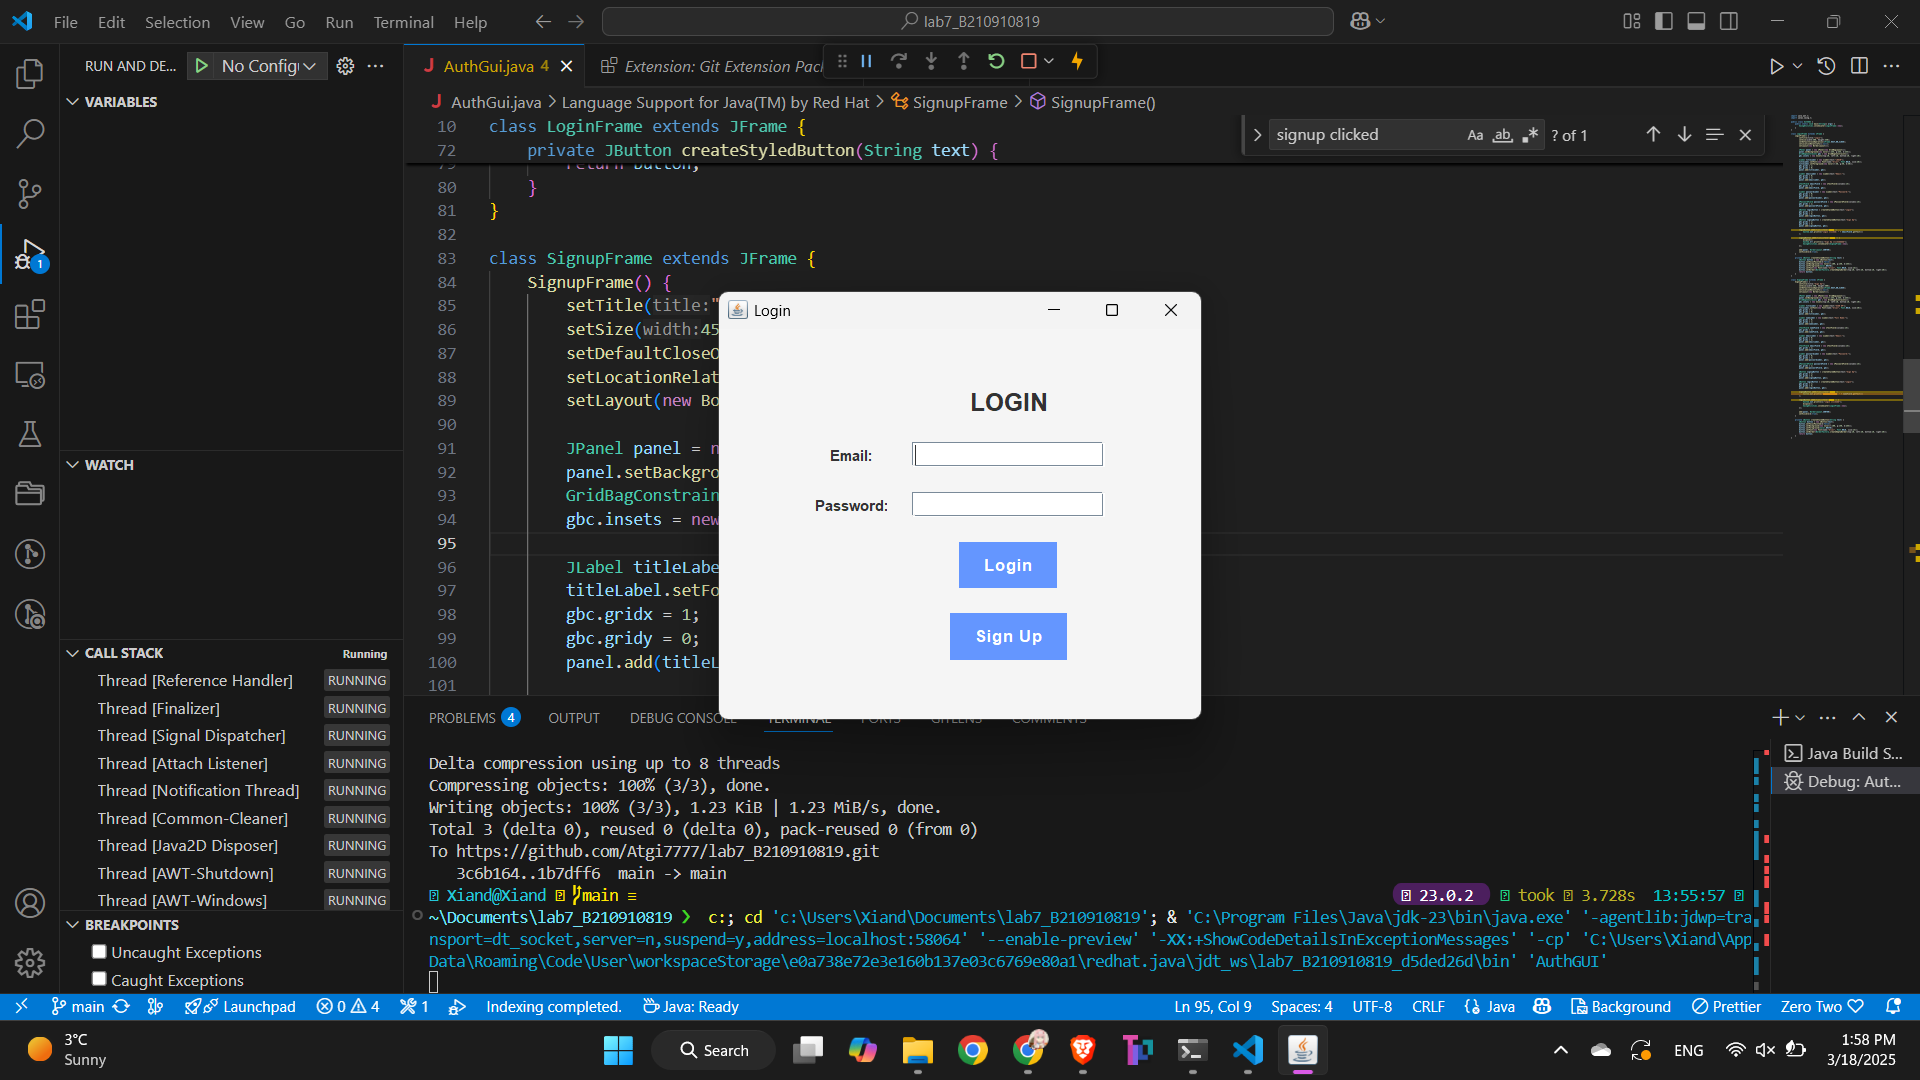 File Edit Selection View Go Run Terminal Help
lab7_B210910819
RUN AND DE... No Config
AuthGui.java 4
Extension: Git Extension Pac
AuthGui.java > Language Support for Java(TM) by Red Hat > SignupFrame > SignupFrame()
VARIABLES
signup clicked Aa ab ? of 1
10 class LoginFrame extends JFrame {
72 private JButton createStyledButton(String text) {
return button;
80 }
81 }
82
83 class SignupFrame extends JFrame {
84 SignupFrame() {
85 setTitle(title:"
86 setSize(width:45
87 setDefaultCloseO
88 setLocationRelat
89 setLayout(new Bo
90
91 JPanel panel = n
92 panel.setBackgro
93 GridBagConstrain
94 gbc.insets = new
95
96 JLabel titleLabe
97 titleLabel.setFo
98 gbc.gridx = 1;
99 gbc.gridy = 0;
100 panel.add(titleL
101
Login
LOGIN
Email:
Password:
Login
Sign Up
WATCH
CALL STACK Running
Thread [Reference Handler] RUNNING
Thread [Finalizer] RUNNING
Thread [Signal Dispatcher] RUNNING
Thread [Attach Listener] RUNNING
Thread [Notification Thread] RUNNING
Thread [Common-Cleaner] RUNNING
Thread [Java2D Disposer] RUNNING
Thread [AWT-Shutdown] RUNNING
Thread [AWT-Windows] RUNNING
BREAKPOINTS
Uncaught Exceptions
Caught Exceptions
PROBLEMS 4 OUTPUT DEBUG CONSOLE TERMINAL PORTS GITLENS COMMENTS
Delta compression using up to 8 threads
Compressing objects: 100% (3/3), done.
Writing objects: 100% (3/3), 1.23 KiB | 1.23 MiB/s, done.
Total 3 (delta 0), reused 0 (delta 0), pack-reused 0 (from 0)
To https://github.com/Atgi7777/lab7_B210910819.git
3c6b164..1b7dff6 main -> main
Xiand@Xiand main ≡ 23.0.2 took 3.728s 13:55:57
~\Documents\lab7_B210910819 ❯ c:; cd 'c:\Users\Xiand\Documents\lab7_B210910819'; & 'C:\Program Files\Java\jdk-23\bin\java.exe' '-agentlib:jdwp=tra
nsport=dt_socket,server=n,suspend=y,address=localhost:58064' '--enable-preview' '-XX:+ShowCodeDetailsInExceptionMessages' '-cp' 'C:\Users\Xiand\App
Data\Roaming\Code\User\workspaceStorage\e0a738e72e3e160b137e03c6769e80a1\redhat.java\jdt_ws\lab7_B210910819_d5ded26d\bin' 'AuthGUI'
Java Build S...
Debug: Aut...
1
main Launchpad 0 4 1 Indexing completed. Java: Ready
Ln 95, Col 9 Spaces: 4 UTF-8 CRLF {} Java Background Prettier Zero Two
3°C
Sunny
Search
ENG
1:58 PM
3/18/2025